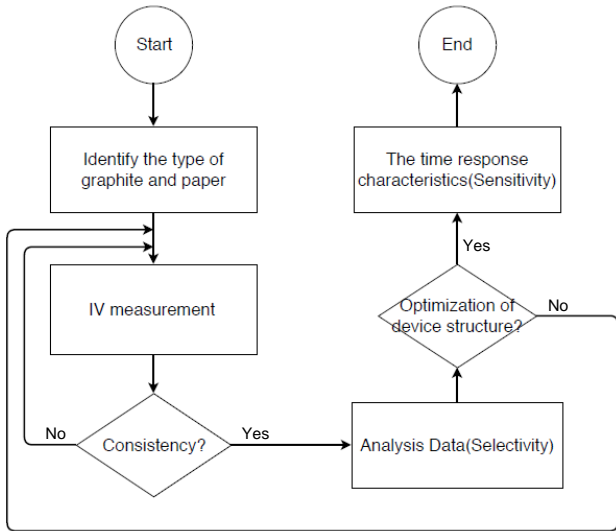 Start
Identify the type of
graphite and paper
IV measurement
Consistency?
No
Yes
Analysis Data(Selectivity)
Optimization of
device structure?
No
Yes
The time response
characteristics(Sensitivity)
End